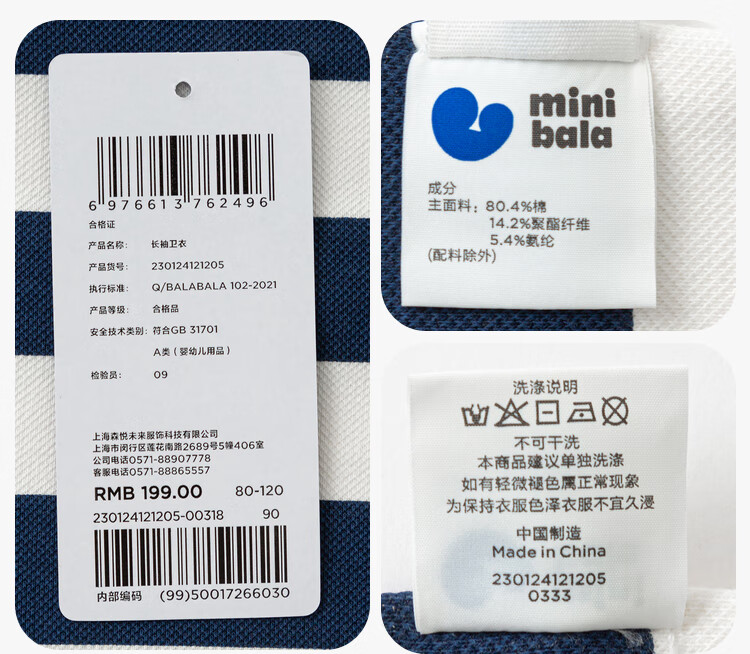 6 976613 762496
合格证
产品名称: 长袖卫衣
产品货号: 230124121205
执行标准: Q/BALABALA 102-2021
产品等级: 合格品
安全技术类别: 符合GB 31701
A类 (婴幼儿用品)
检验员: 09
上海森悦未来服饰科技有限公司
上海市闵行区莲花南路2689号5幢406室
公司电话0571-88907778
客服电话0571-88865557
RMB 199.00 80-120
230124121205-00318 90
内部编码 (99)50017266030
mini
bala
成分
主面料: 80.4%棉
14.2%聚酯纤维
5.4%氨纶
(配料除外)
洗涤说明
不可干洗
本商品建议单独洗涤
如有轻微褪色属正常现象
为保持衣服色泽衣服不宜久浸
中国制造
Made in China
230124121205
0333